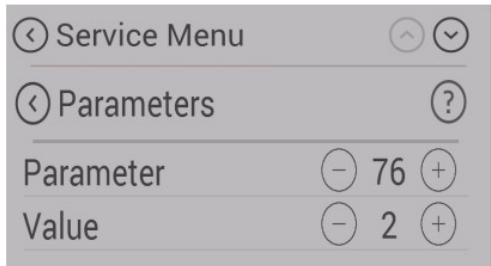 Service Menu
Parameters ?
Parameter - 76 +
Value - 2 +